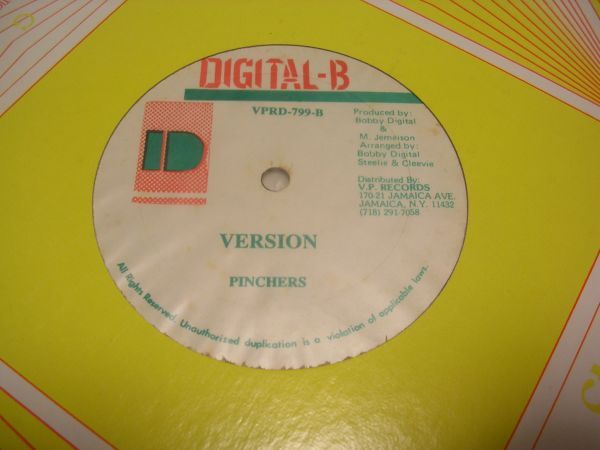 DIGITAL-B
VPRD-799-B
Produced by:
Bobby Digital
&
M. Jemeison
Arranged by:
Bobby Digital
Steelie & Cleevie
Distributed By:
V.P. RECORDS
170-21 JAMAICA AVE.
JAMAICA, N.Y. 11432
(718) 291-7058
D
VERSION
PINCHERS
All Rights Reserved. Unauthorized duplication is a violation of applicable laws.